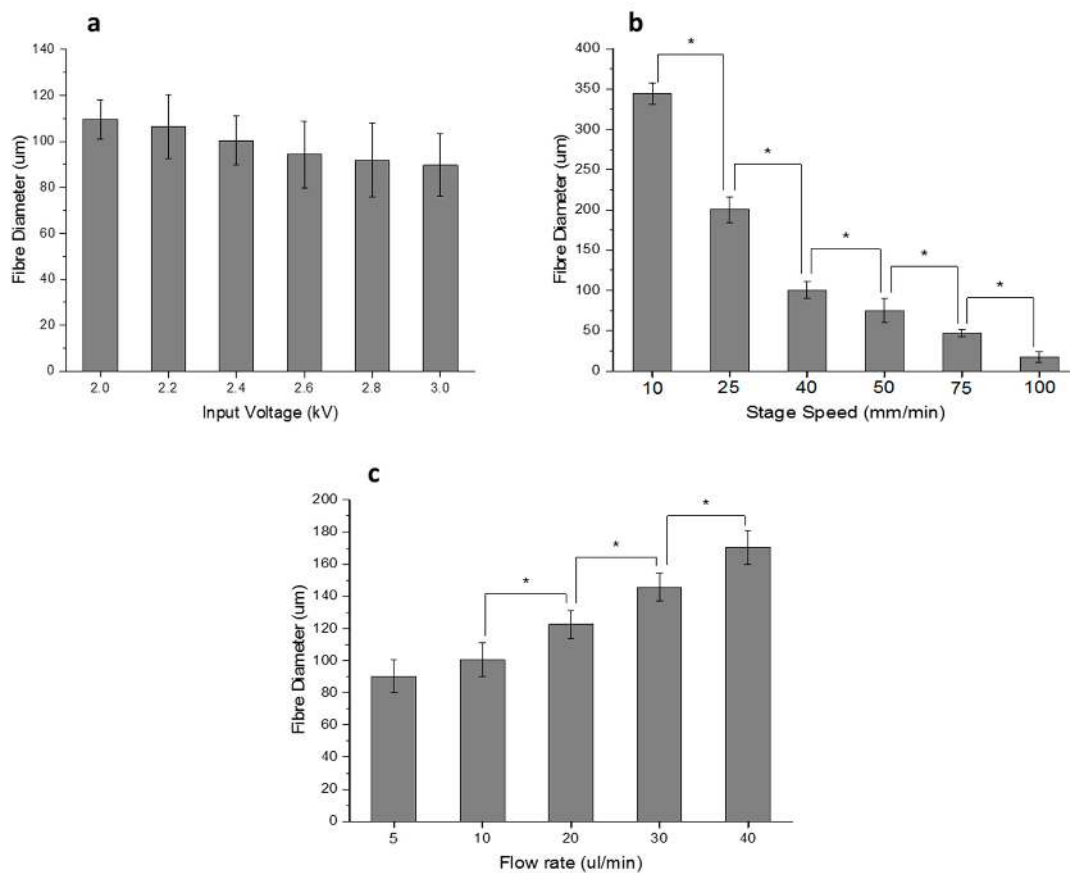 a
140
120
100
80
60
40
20
0
Fibre Diameter (um)
2.0 2.2 2.4 2.6 2.8 3.0
Input Voltage (kV)
b
400
350
300
250
200
150
100
50
0
Fibre Diameter (um)
* * * * *
10 25 40 50 75 100
Stage Speed (mm/min)
c
200
180
160
140
120
100
80
60
40
20
0
Fibre Diameter (um)
* * *
5 10 20 30 40
Flow rate (ul/min)